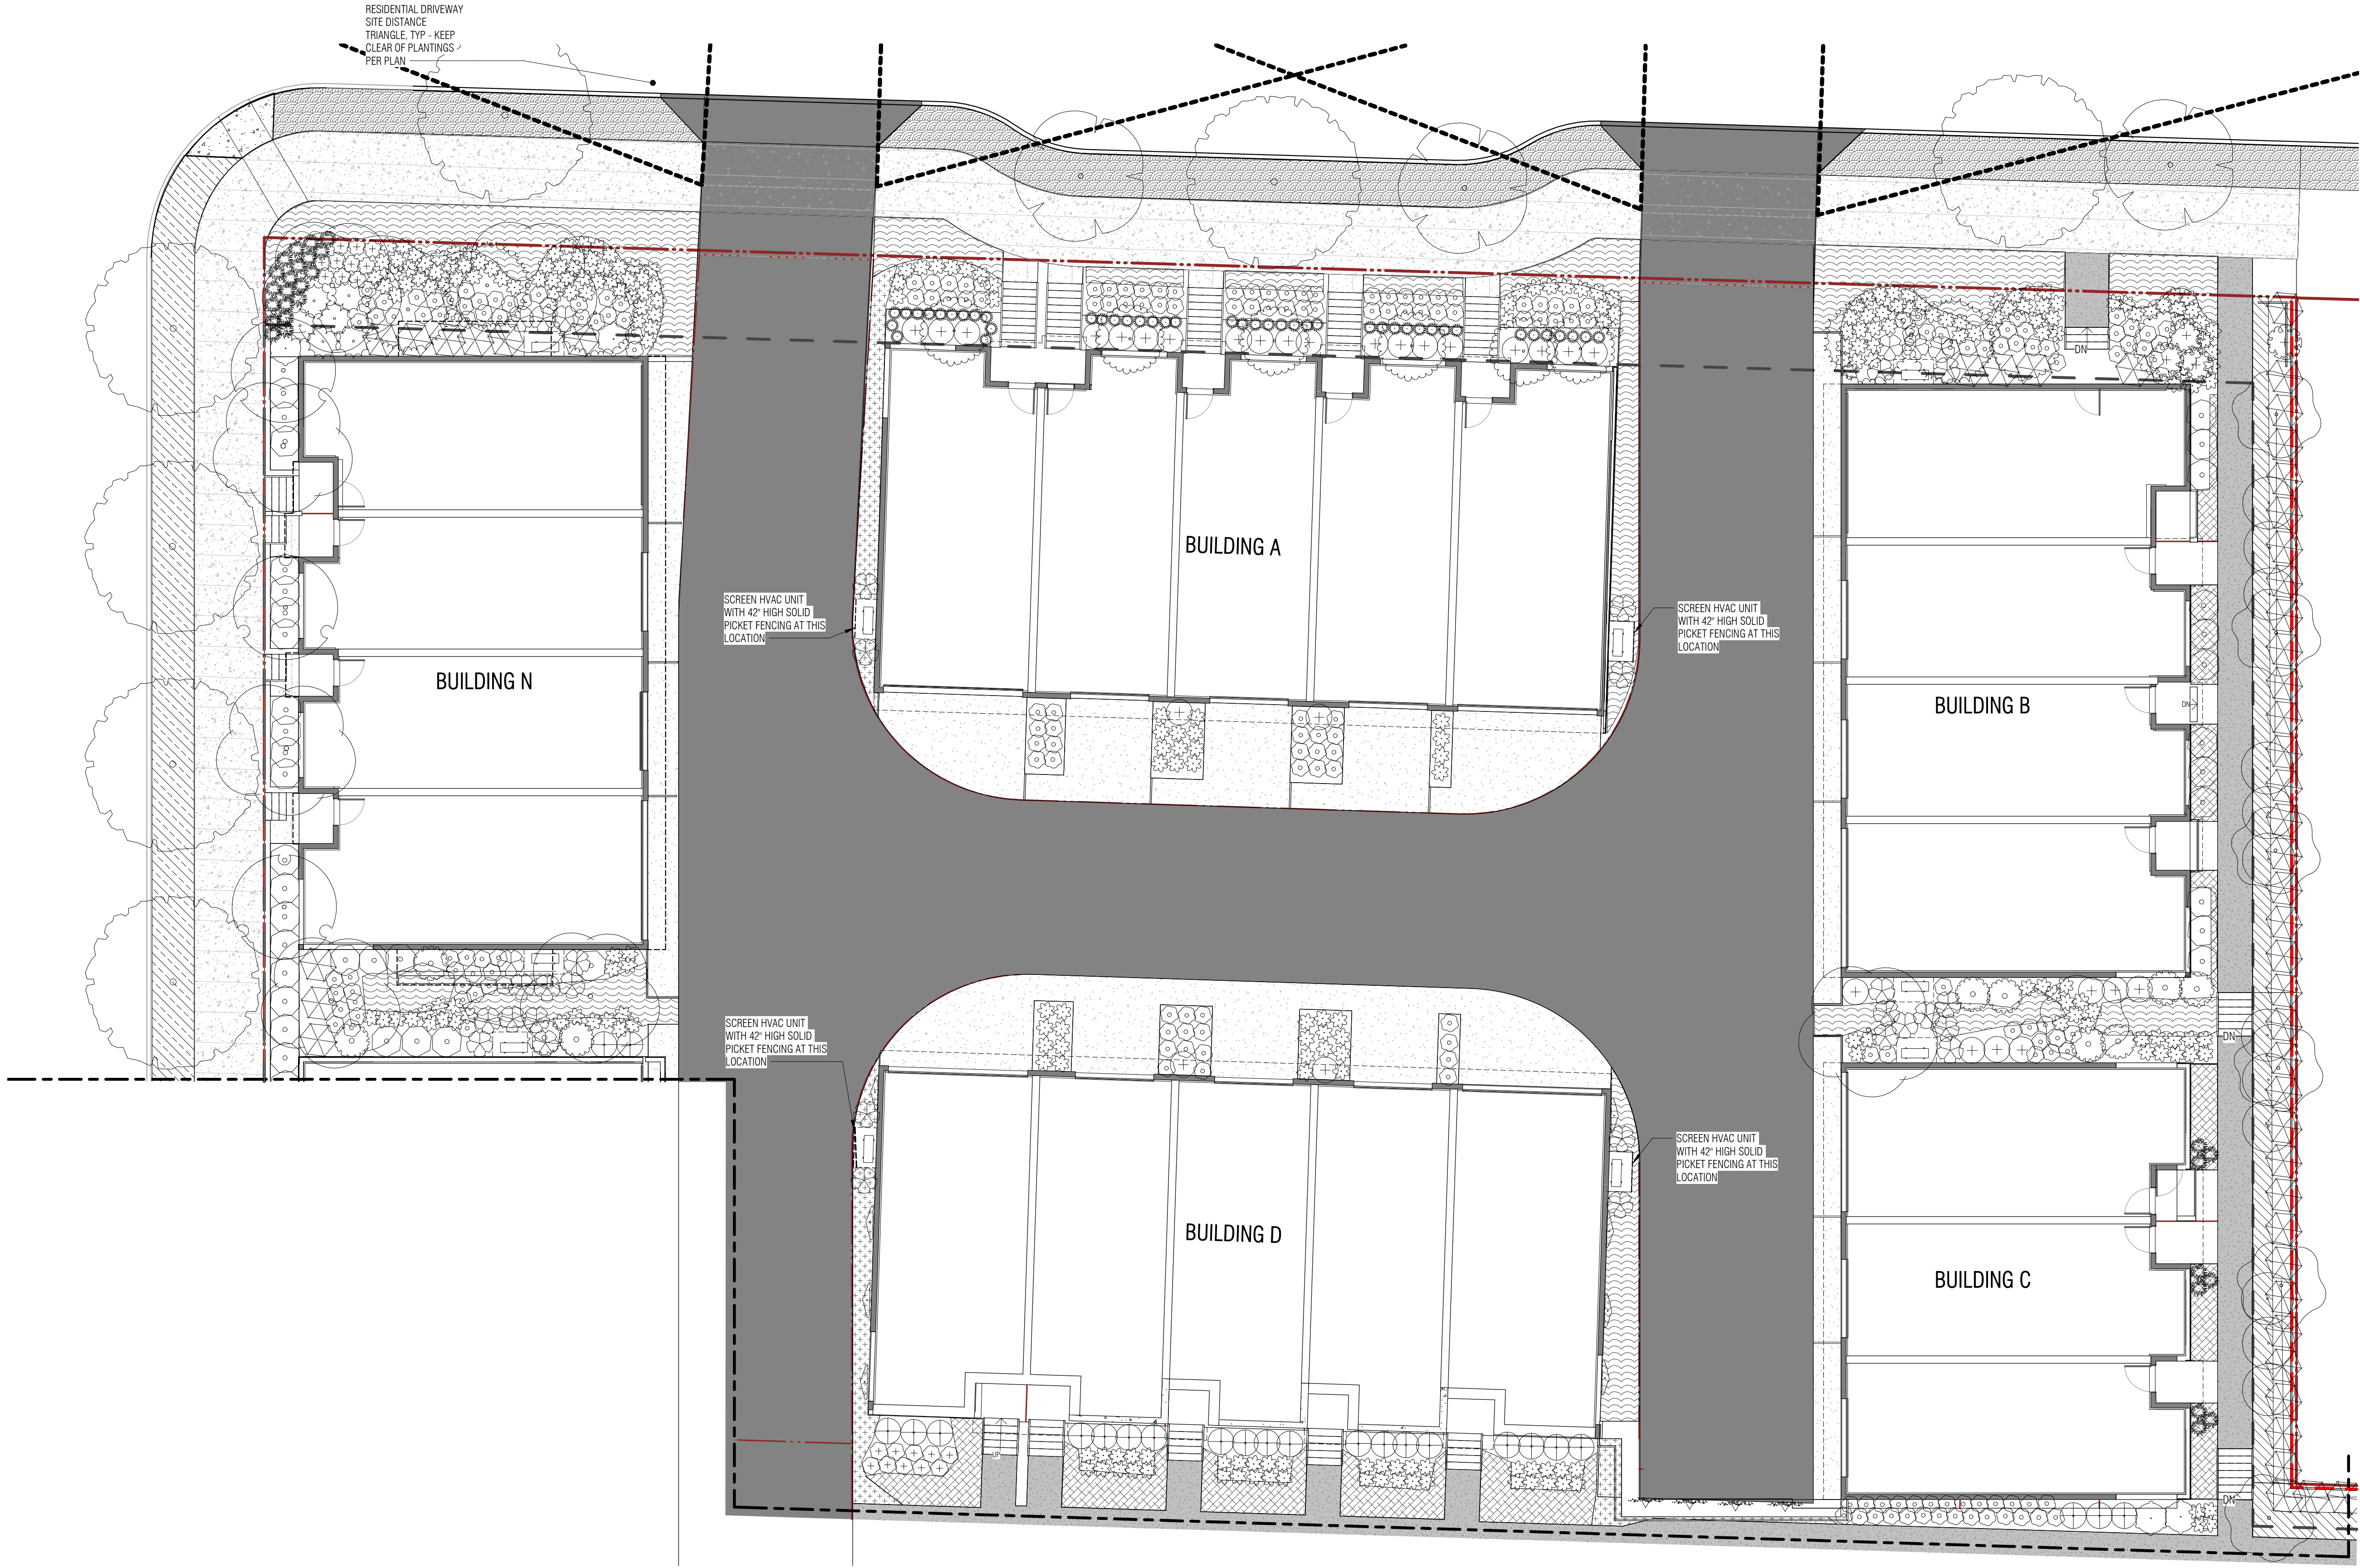 RESIDENTIAL DRIVEWAY
SITE DISTANCE
TRIANGLE, TYP - KEEP
CLEAR OF PLANTINGS
PER PLAN
DN
BUILDING A
SCREEN HVAC UNIT
WITH 42" HIGH SOLID
PICKET FENCING AT THIS
LOCATION
SCREEN HVAC UNIT
WITH 42" HIGH SOLID
PICKET FENCING AT THIS
LOCATION
BUILDING N
BUILDING B
DN
SCREEN HVAC UNIT
WITH 42" HIGH SOLID
PICKET FENCING AT THIS
LOCATION
DN
SCREEN HVAC UNIT
WITH 42" HIGH SOLID
PICKET FENCING AT THIS
LOCATION
BUILDING D
BUILDING C
UP
DN